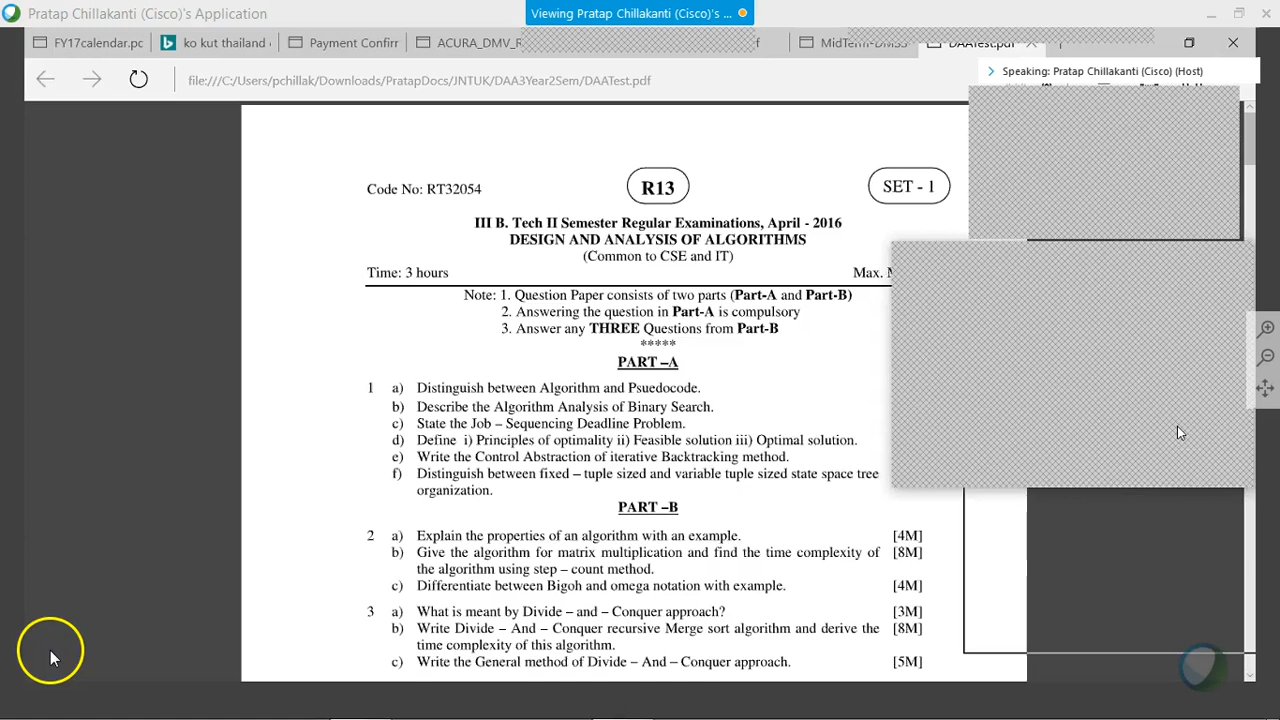 Pratap Chillakanti (Cisco)'s Application
Viewing Pratap Chillakanti (Cisco)'s ...
FY17calendar.pc
ko kut thailand
Payment Confirr
ACURA_DMV_R
f
MidTerm-DMSS
DAATest.pdf
file:///C:/Users/pchillak/Downloads/PratapDocs/JNTUK/DAA3Year2Sem/DAATest.pdf
Speaking: Pratap Chillakanti (Cisco) (Host)
Code No: RT32054
R13
SET - 1
III B. Tech II Semester Regular Examinations, April - 2016
DESIGN AND ANALYSIS OF ALGORITHMS
(Common to CSE and IT)
Time: 3 hours
Max.
Note: 1. Question Paper consists of two parts (Part-A and Part-B)
2. Answering the question in Part-A is compulsory
3. Answer any THREE Questions from Part-B
*****
PART –A
1 a) Distinguish between Algorithm and Psuedocode.
b) Describe the Algorithm Analysis of Binary Search.
c) State the Job – Sequencing Deadline Problem.
d) Define i) Principles of optimality ii) Feasible solution iii) Optimal solution.
e) Write the Control Abstraction of iterative Backtracking method.
f) Distinguish between fixed – tuple sized and variable tuple sized state space tree
organization.
PART –B
2 a) Explain the properties of an algorithm with an example. [4M]
b) Give the algorithm for matrix multiplication and find the time complexity of [8M]
the algorithm using step – count method.
c) Differentiate between Bigoh and omega notation with example. [4M]
3 a) What is meant by Divide – and – Conquer approach? [3M]
b) Write Divide – And – Conquer recursive Merge sort algorithm and derive the [8M]
time complexity of this algorithm.
c) Write the General method of Divide – And – Conquer approach. [5M]